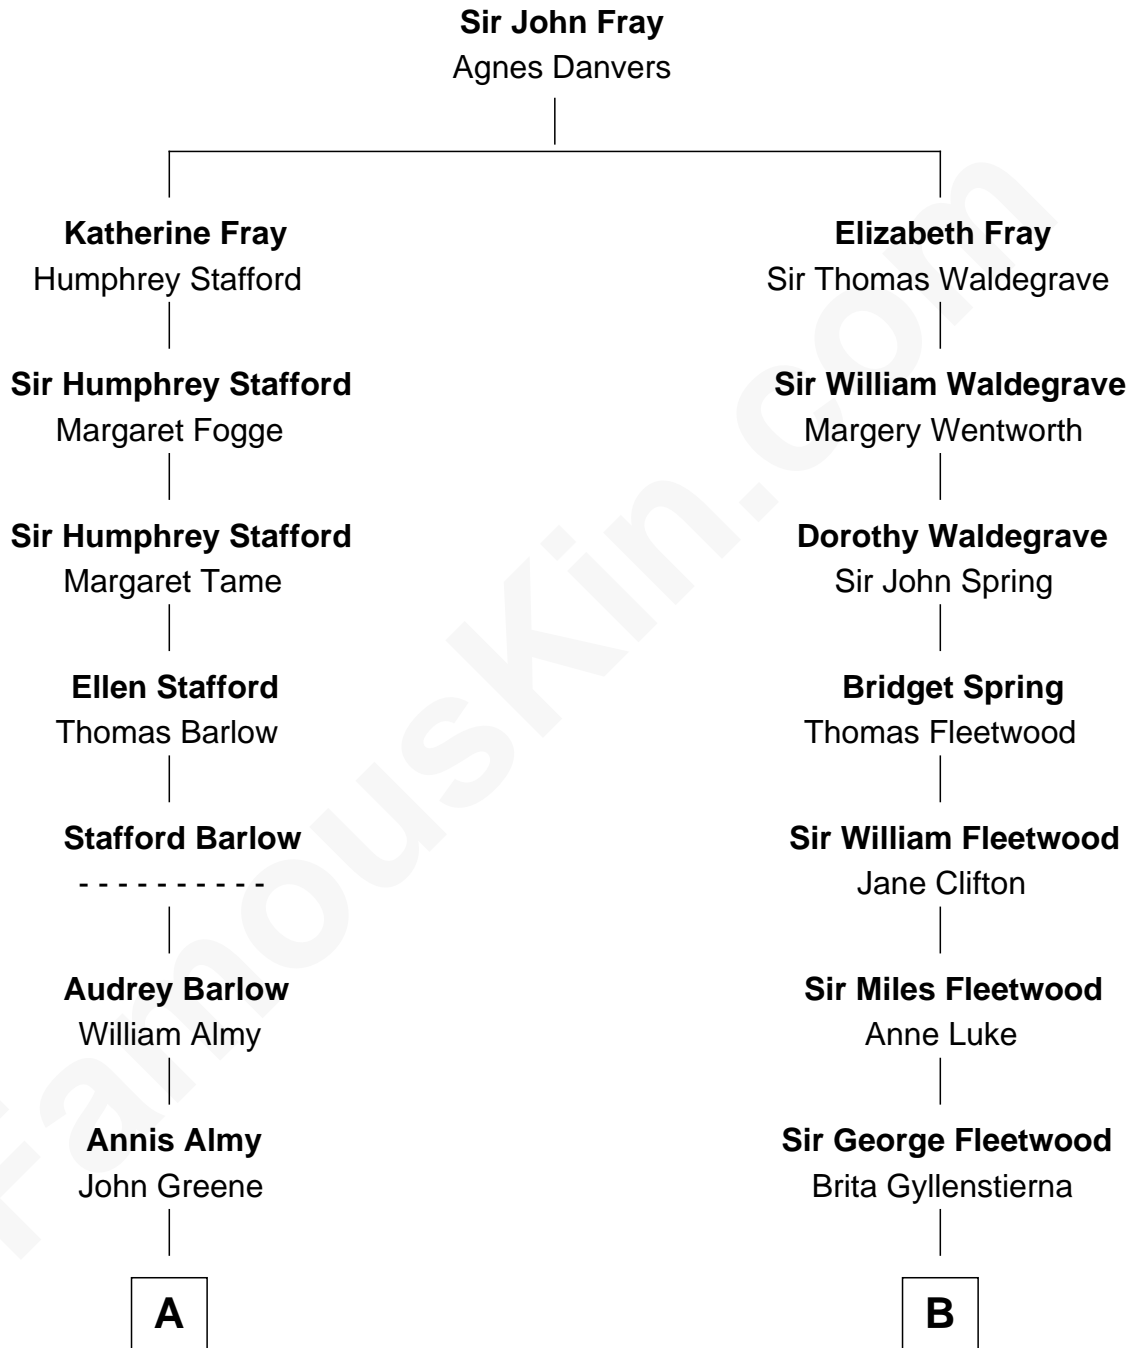 Sir John Fray
Agnes Danvers
Katherine Fray
Humphrey Stafford
Elizabeth Fray
Sir Thomas Waldegrave
Sir Humphrey Stafford
Margaret Fogge
Sir William Waldegrave
Margery Wentworth
Sir Humphrey Stafford
Margaret Tame
Dorothy Waldegrave
Sir John Spring
Ellen Stafford
Thomas Barlow
Bridget Spring
Thomas Fleetwood
Stafford Barlow
- - - - - - - - - -
Sir William Fleetwood
Jane Clifton
Audrey Barlow
William Almy
Sir Miles Fleetwood
Anne Luke
Annis Almy
John Greene
Sir George Fleetwood
Brita Gyllenstierna
A
B
FamousKin.com